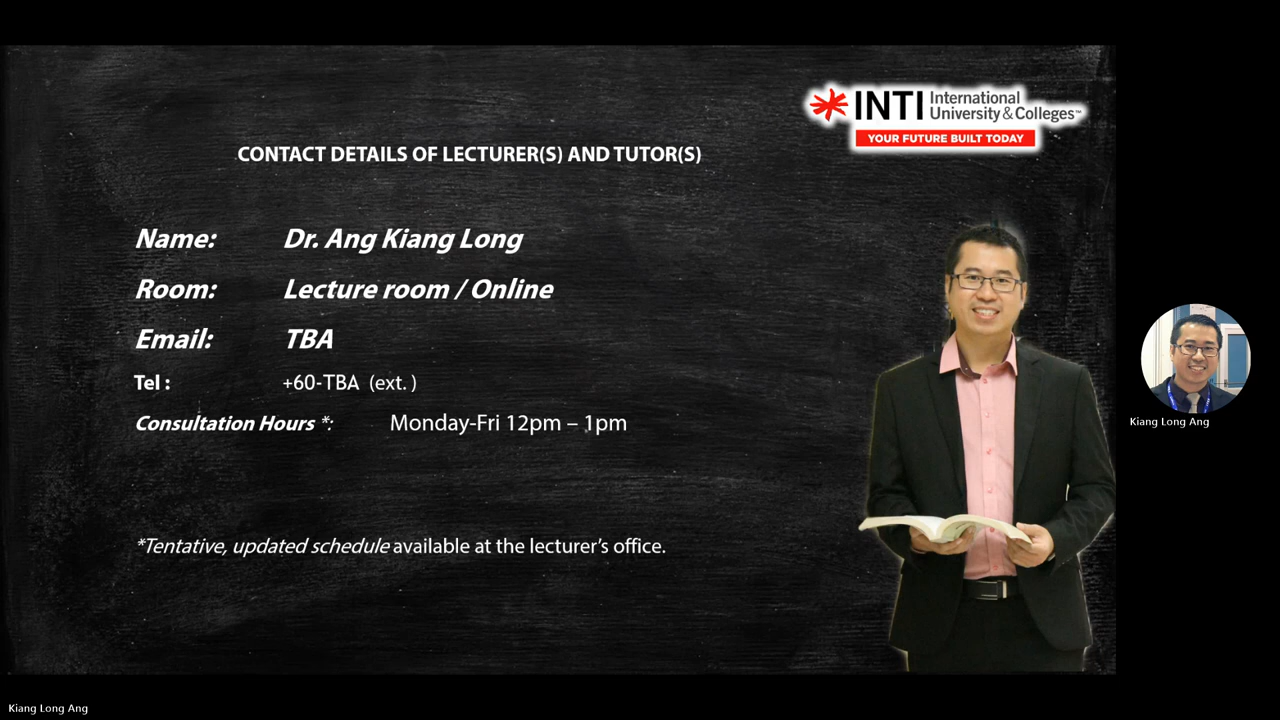 INTI International
University & Colleges™
YOUR FUTURE BUILT TODAY
CONTACT DETAILS OF LECTURER(S) AND TUTOR(S)
Name: Dr. Ang Kiang Long
Room: Lecture room / Online
Email: TBA
Tel : +60-TBA (ext. )
Consultation Hours *: Monday-Fri 12pm – 1pm
*Tentative, updated schedule available at the lecturer’s office.
Kiang Long Ang
Kiang Long Ang